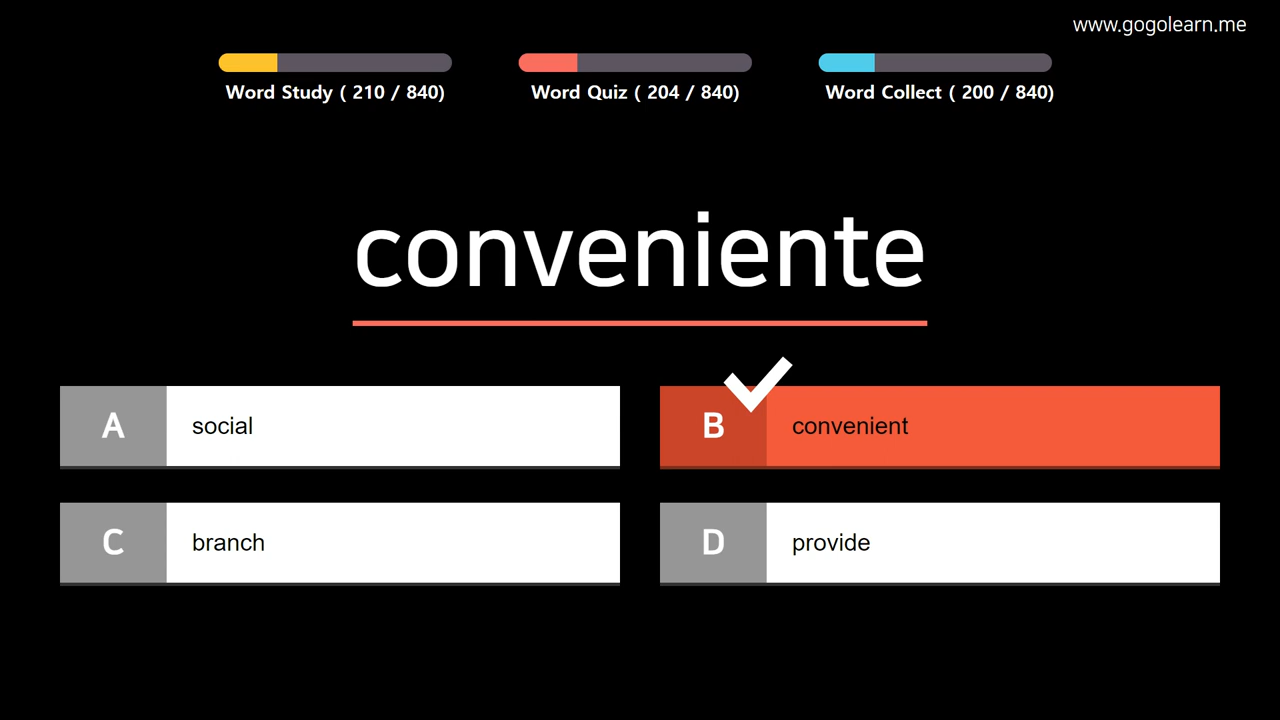 www.gogolearn.me
Word Study ( 210 / 840)
Word Quiz ( 204 / 840)
Word Collect ( 200 / 840)
conveniente
A social
B convenient
C branch
D provide